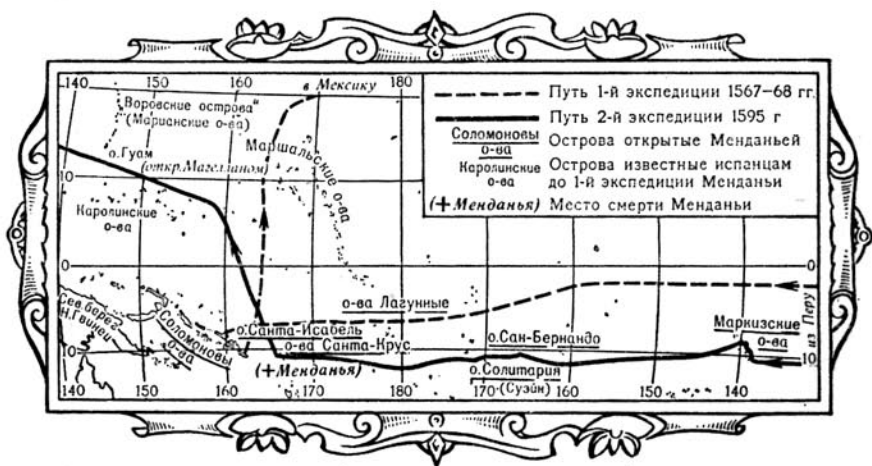 140
150
160
в Мексику
180
Путь 1-й экспедиции 1567–68 гг.
Путь 2-й экспедиции 1595 г
Соломоновы
о-ва
Острова открытые Менданьей
Каролинские
о-ва
Острова известные испанцам
до 1-й экспедиции Менданьи
(+Менданья) Место смерти Менданьи
Воровские острова"
(Марианские о-ва)
о.Гуам
(откр.Магелланом)
Маршальские о-ва
10
Каролинские
о-ва
0
0
о-ва Лагунные
Сев.берег
Н.Гвинеи
Соломоновы
о-ва
о.Санта-Исабель
о-ва Санта-Крус
(+Менданья)
о.Сан-Бернандо
Маркизские
о-ва
из Перу
10
10
о.Солитария
(Суэйн)
140
150
160
170
180
170
160
150
140